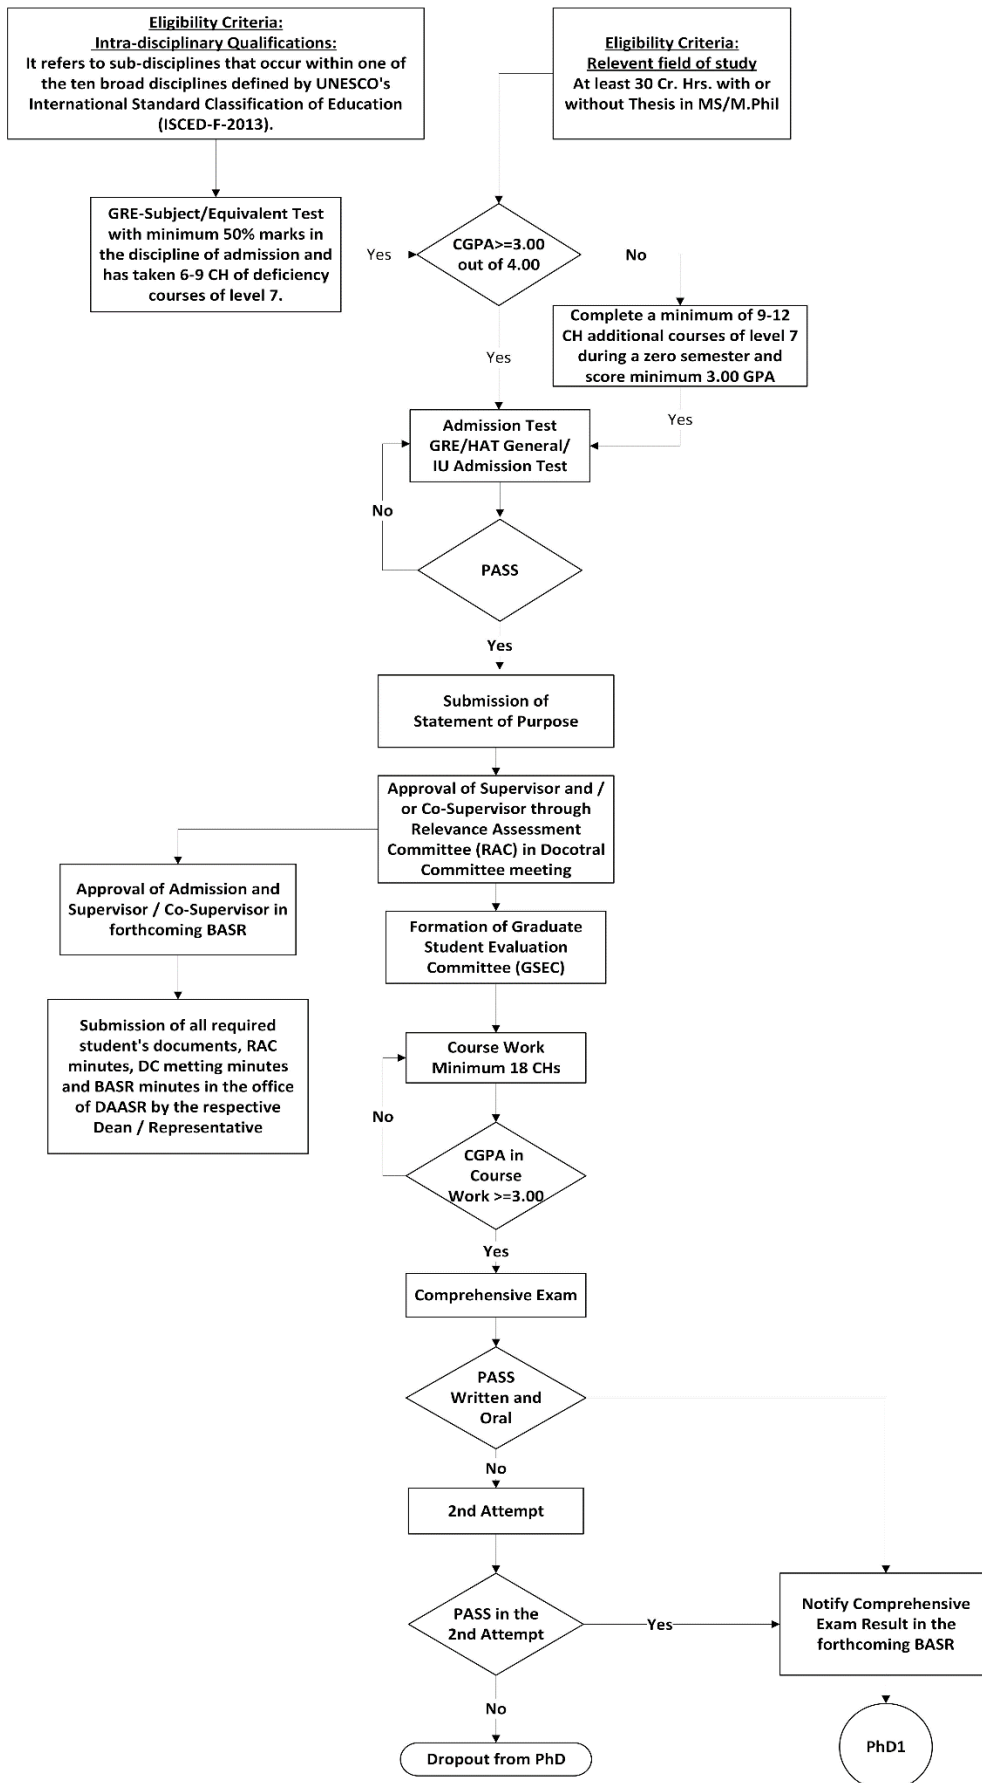 Eligibility Criteria:
Intra-disciplinary Qualifications:
It refers to sub-disciplines that occur within one of
the ten broad disciplines defined by UNESCO's
International Standard Classification of Education
(ISCED-F-2013).
Eligibility Criteria:
Relevent field of study
At least 30 Cr. Hrs. with or
without Thesis in MS/M.Phil
GRE-Subject/Equivalent Test
with minimum 50% marks in
the discipline of admission and
has taken 6-9 CH of deficiency
courses of level 7.
Yes
CGPA>=3.00
out of 4.00
No
Complete a minimum of 9-12
CH additional courses of level 7
during a zero semester and
score minimum 3.00 GPA
Yes
Yes
Admission Test
GRE/HAT General/
IU Admission Test
No
PASS
Yes
Submission of
Statement of Purpose
Approval of Supervisor and /
or Co-Supervisor through
Relevance Assessment
Committee (RAC) in Docotral
Committee meeting
Approval of Admission and
Supervisor / Co-Supervisor in
forthcoming BASR
Formation of Graduate
Student Evaluation
Committee (GSEC)
Submission of all required
student's documents, RAC
minutes, DC metting minutes
and BASR minutes in the office
of DAASR by the respective
Dean / Representative
Course Work
Minimum 18 CHs
No
CGPA in
Course
Work >=3.00
Yes
Comprehensive Exam
PASS
Written and
Oral
No
2nd Attempt
PASS in the
2nd Attempt
Yes
Notify Comprehensive
Exam Result in the
forthcoming BASR
No
Dropout from PhD
PhD1